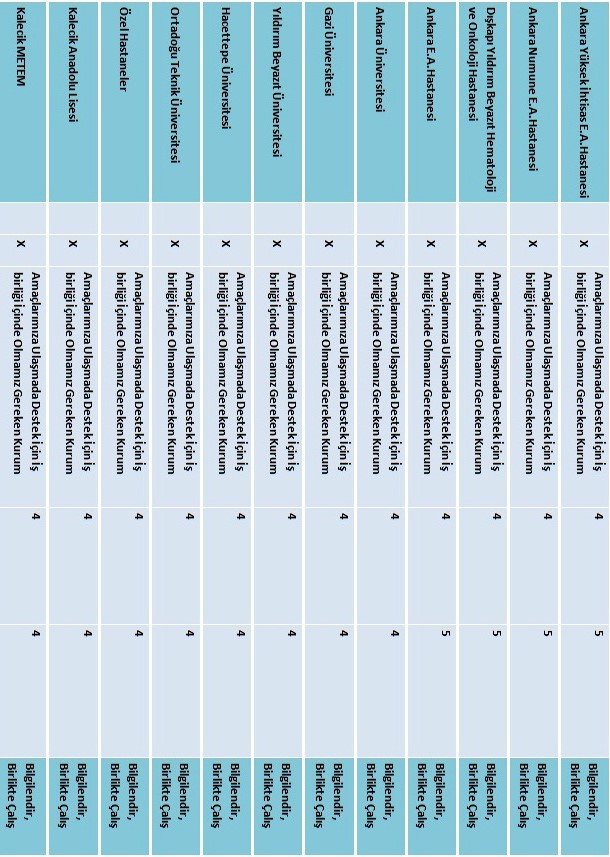 Ankara Yüksek İhtisas E.A.Hastanesi
X
Amaçlarımıza Ulaşmada Destek İçin İş
birliği İçinde Olmamız Gereken Kurum
4
5
Bilgilendir,
Birlikte Çalış
Ankara Numune E.A.Hastanesi
X
Amaçlarımıza Ulaşmada Destek İçin İş
birliği İçinde Olmamız Gereken Kurum
4
5
Bilgilendir,
Birlikte Çalış
Dışkapı Yıldırım Beyazıt Hematoloji
ve Onkoloji Hastanesi
X
Amaçlarımıza Ulaşmada Destek İçin İş
birliği İçinde Olmamız Gereken Kurum
4
5
Bilgilendir,
Birlikte Çalış
Ankara E.A.Hastanesi
X
Amaçlarımıza Ulaşmada Destek İçin İş
birliği İçinde Olmamız Gereken Kurum
4
5
Bilgilendir,
Birlikte Çalış
Ankara Üniversitesi
X
Amaçlarımıza Ulaşmada Destek İçin İş
birliği İçinde Olmamız Gereken Kurum
4
4
Bilgilendir,
Birlikte Çalış
Gazi Üniversitesi
X
Amaçlarımıza Ulaşmada Destek İçin İş
birliği İçinde Olmamız Gereken Kurum
4
4
Bilgilendir,
Birlikte Çalış
Yıldırım Beyazıt Üniversitesi
X
Amaçlarımıza Ulaşmada Destek İçin İş
birliği İçinde Olmamız Gereken Kurum
4
4
Bilgilendir,
Birlikte Çalış
Hacettepe Üniversitesi
X
Amaçlarımıza Ulaşmada Destek İçin İş
birliği İçinde Olmamız Gereken Kurum
4
4
Bilgilendir,
Birlikte Çalış
Ortadoğu Teknik Üniversitesi
X
Amaçlarımıza Ulaşmada Destek İçin İş
birliği İçinde Olmamız Gereken Kurum
4
4
Bilgilendir,
Birlikte Çalış
Özel Hastaneler
X
Amaçlarımıza Ulaşmada Destek İçin İş
birliği İçinde Olmamız Gereken Kurum
4
4
Bilgilendir,
Birlikte Çalış
Kalecik Anadolu Lisesi
X
Amaçlarımıza Ulaşmada Destek İçin İş
birliği İçinde Olmamız Gereken Kurum
4
4
Bilgilendir,
Birlikte Çalış
Kalecik METEM
X
Amaçlarımıza Ulaşmada Destek İçin İş
birliği İçinde Olmamız Gereken Kurum
4
4
Bilgilendir,
Birlikte Çalış